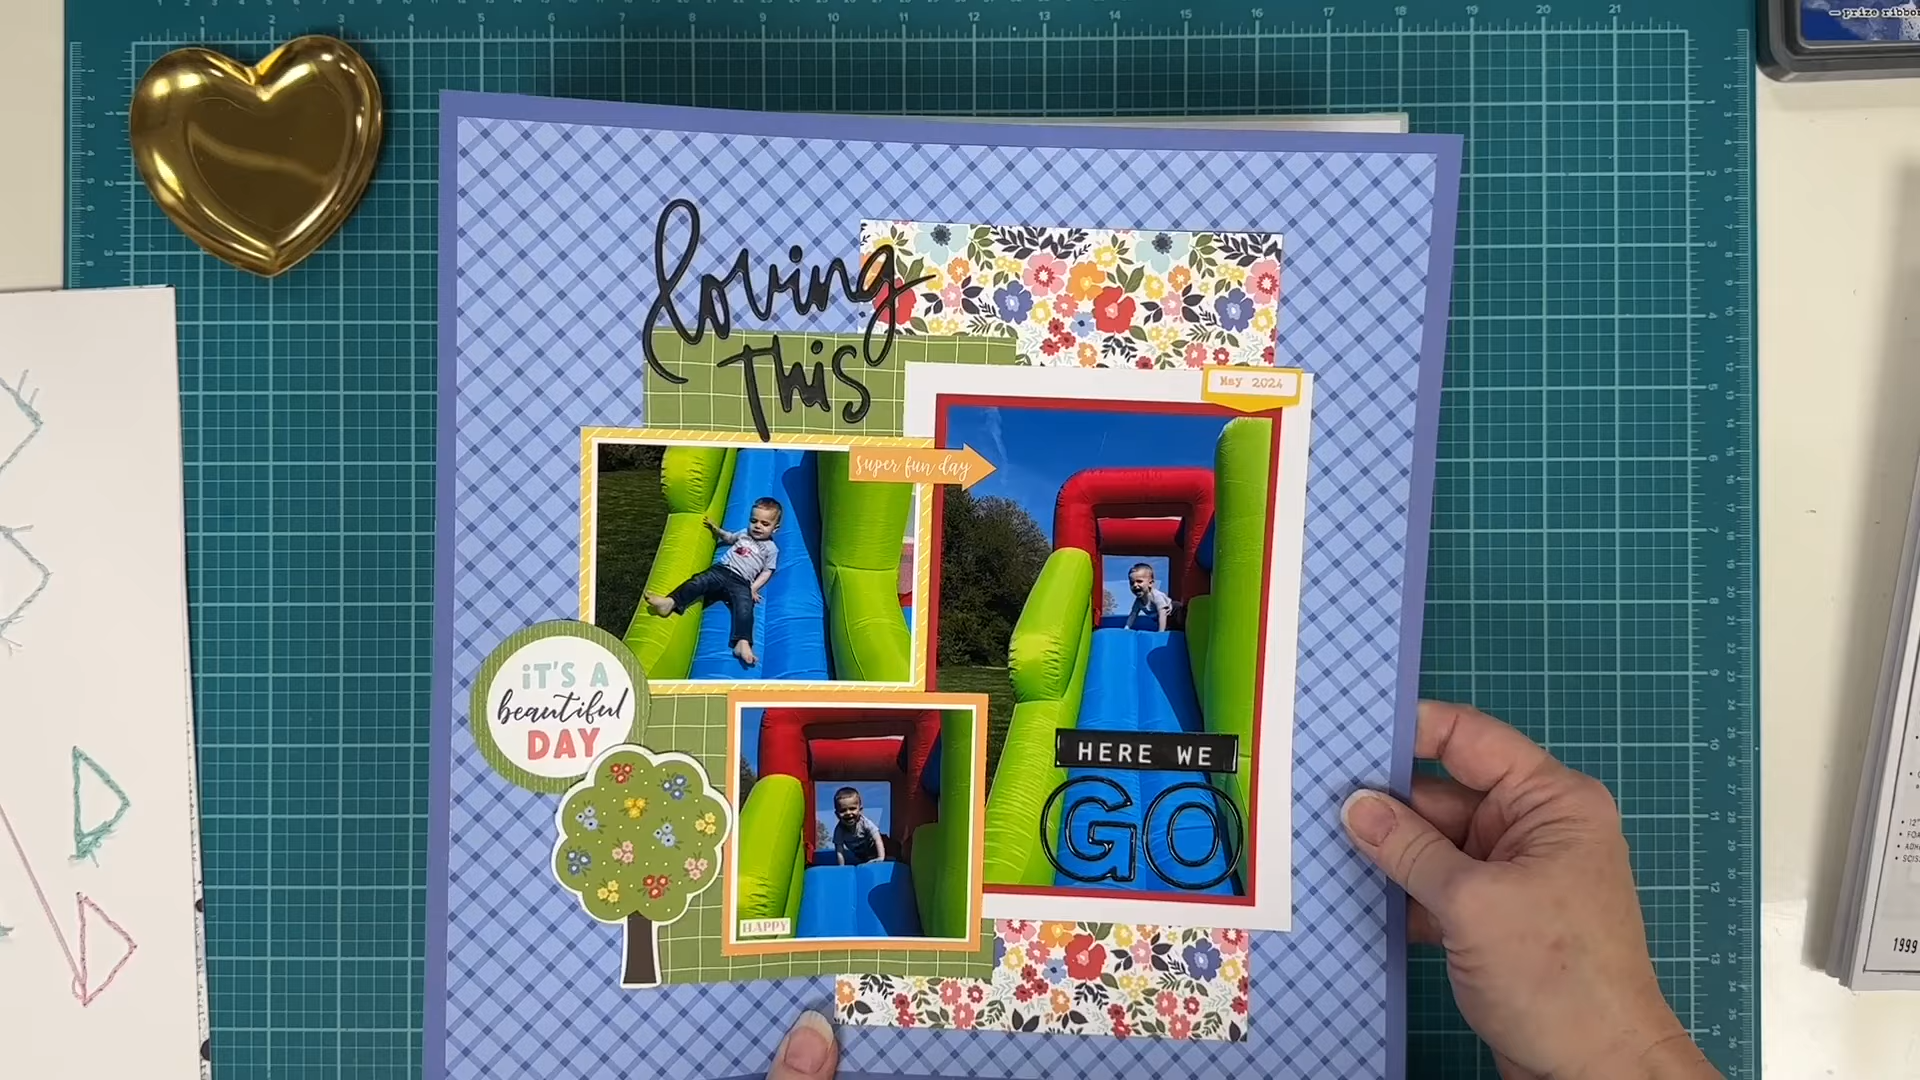 — prize ribbon
loving
This
May 2024
super fun day
iT'S A
beautiful
DAY
HERE WE
GO
HAPPY
1999